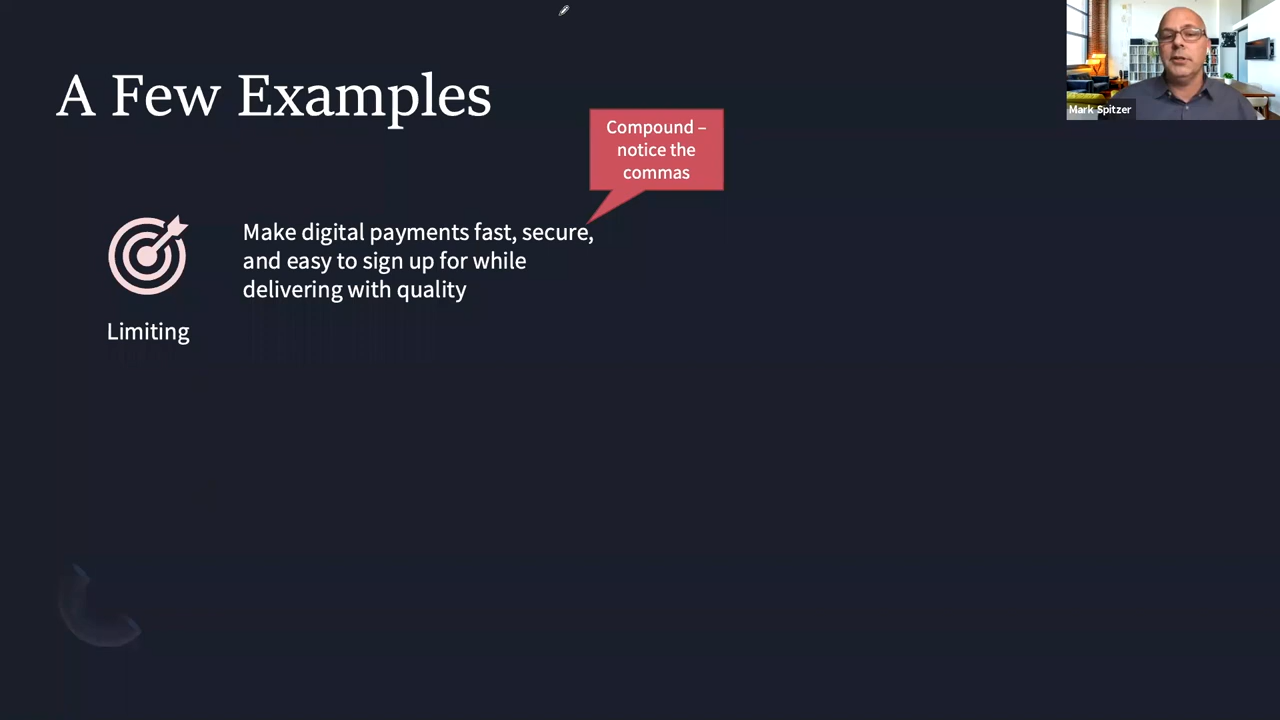 A Few Examples
Mark Spitzer
Compound –
notice the
commas
Make digital payments fast, secure,
and easy to sign up for while
delivering with quality
Limiting